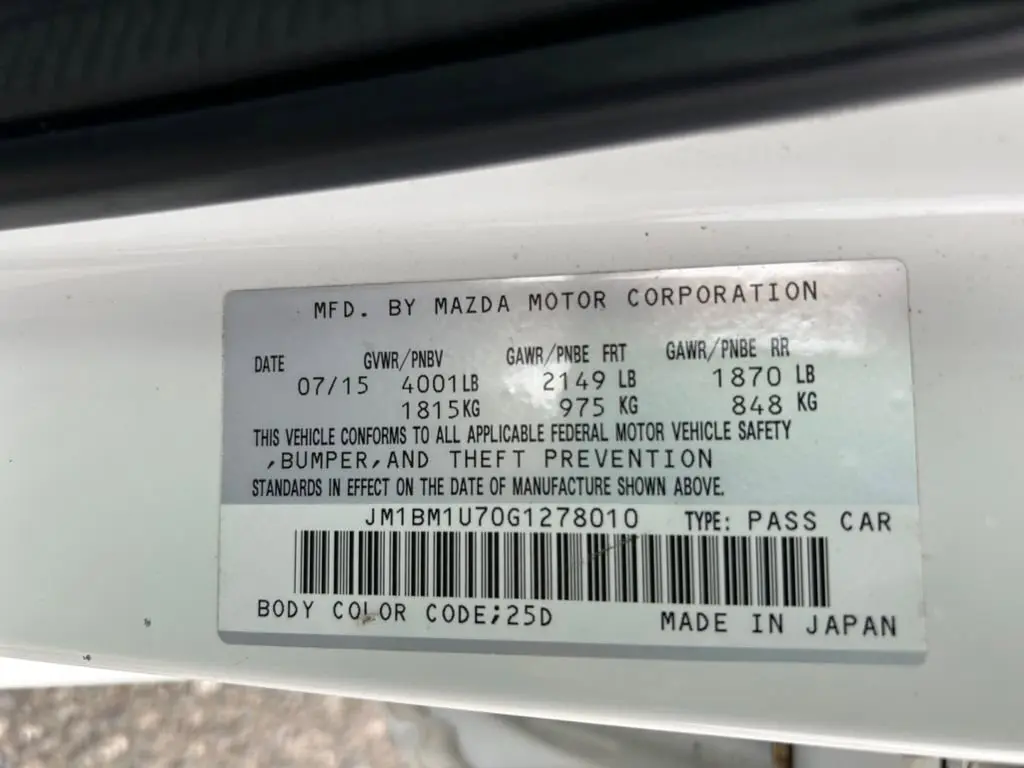 MFD. BY MAZDA MOTOR CORPORATION
DATE GVWR/PNBV GAWR/PNBE FRT GAWR/PNBE RR
07/15 4001LB 2149 LB 1870 LB
1815KG 975 KG 848 KG
THIS VEHICLE CONFORMS TO ALL APPLICABLE FEDERAL MOTOR VEHICLE SAFETY
,BUMPER,AND THEFT PREVENTION
STANDARDS IN EFFECT ON THE DATE OF MANUFACTURE SHOWN ABOVE.
JM1BM1U70G1278010 TYPE: PASS CAR
BODY COLOR CODE;25D MADE IN JAPAN